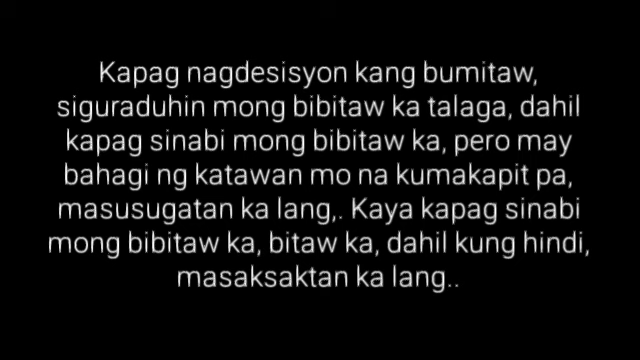 Kapag nagdesisyon kang bumitaw,
siguraduhin mong bibitaw ka talaga, dahil
kapag sinabi mong bibitaw ka, pero may
bahagi ng katawan mo na kumakapit pa,
masusugatan ka lang,. Kaya kapag sinabi
mong bibitaw ka, bitaw ka, dahil kung hindi,
masaksaktan ka lang..